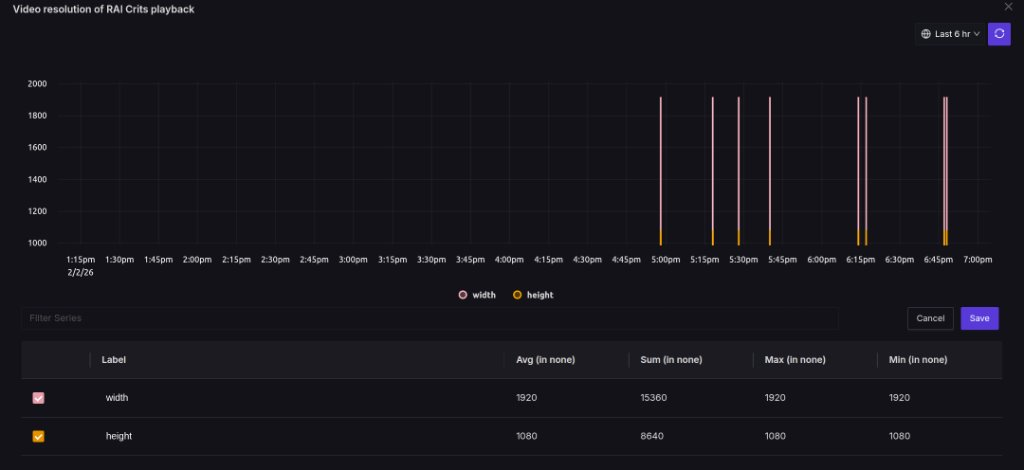 Video resolution of RAI Crits playback
Last 6 hr
2000
1800
1600
1400
1200
1000
1:15pm 1:30pm 1:45pm 2:00pm 2:15pm 2:30pm 2:45pm 3:00pm 3:15pm 3:30pm 3:45pm 4:00pm 4:15pm 4:30pm 4:45pm 5:00pm 5:15pm 5:30pm 5:45pm 6:00pm 6:15pm 6:30pm 6:45pm 7:00pm
2/2/26
width height
Filter Series Cancel Save
Label Avg (in none) Sum (in none) Max (in none) Min (in none)
width 1920 15360 1920 1920
height 1080 8640 1080 1080